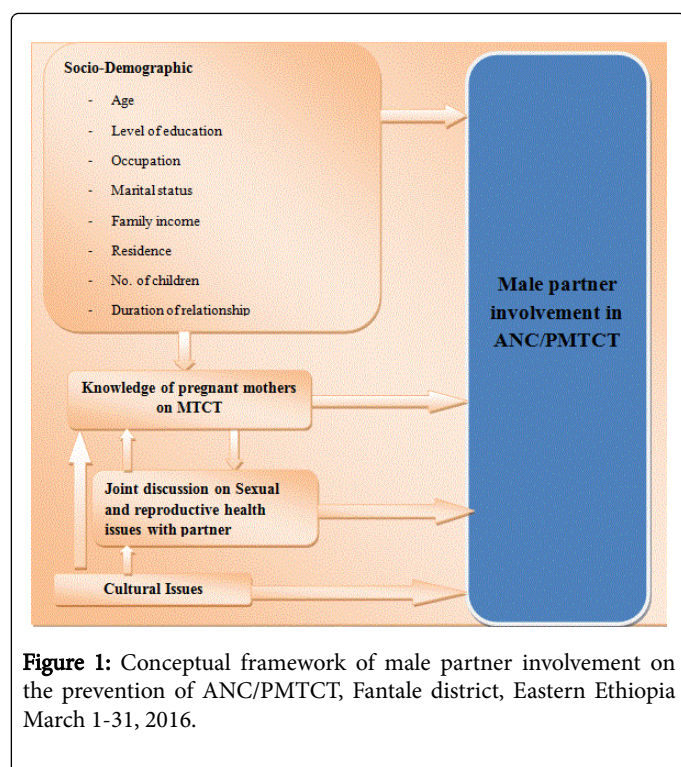 Socio-Demographic
- Age
- Level of education
- Occupation
- Marital status
- Family income
- Residence
- No. of children
- Duration of relationship
Male partner
involvement in
ANC/PMTCT
Knowledge of pregnant mothers
on MTCT
Joint discussion on Sexual
and reproductive health
issues with partner
Cultural Issues
Figure 1: Conceptual framework of male partner involvement on
the prevention of ANC/PMTCT, Fantale district, Eastern Ethiopia
March 1-31, 2016.